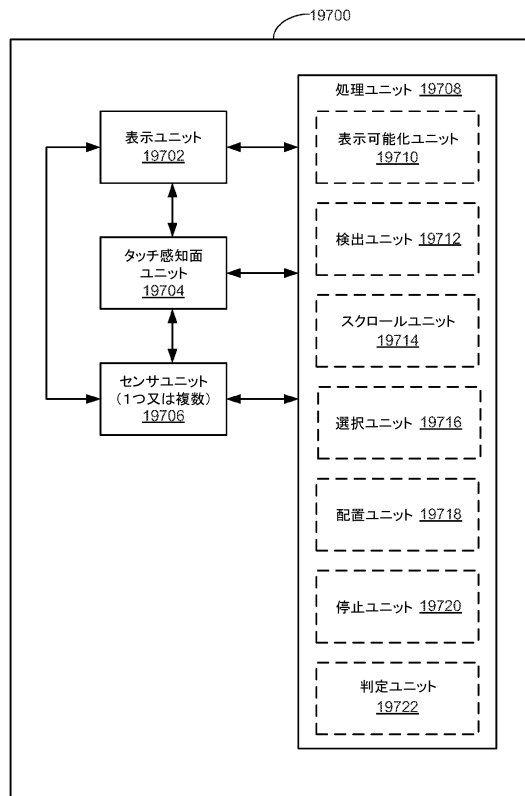 19700
表示ユニット
19702
タッチ感知面
ユニット
19704
センサユニット
(1つ又は複数)
19706
処理ユニット 19708
表示可能化ユニット
19710
検出ユニット 19712
スクロールユニット
19714
選択ユニット 19716
配置ユニット 19718
停止ユニット 19720
判定ユニット
19722